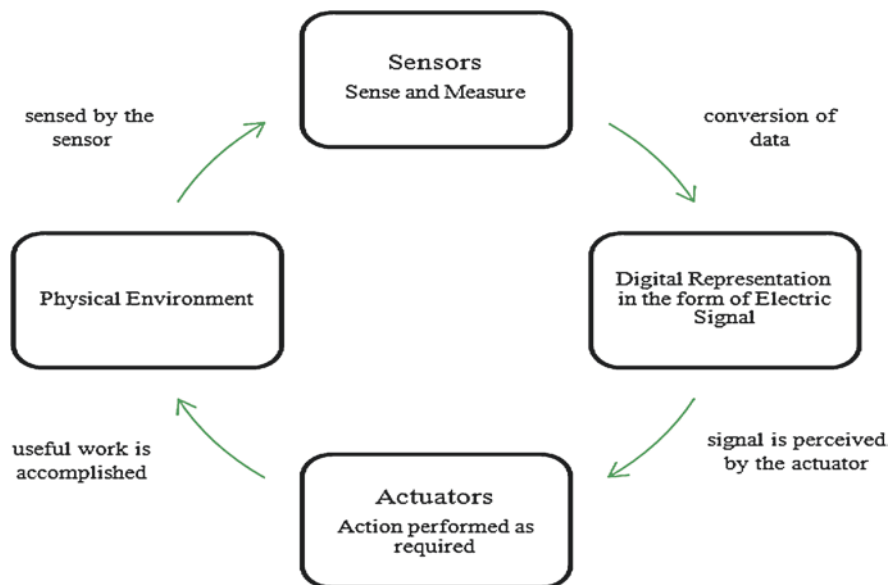 Sensors
Sense and Measure
sensed by the
sensor
conversion of
data
Physical Environment
Digital Representation
in the form of Electric
Signal
useful work is
accomplished
signal is perceived
by the actuator
Actuators
Action performed as
required